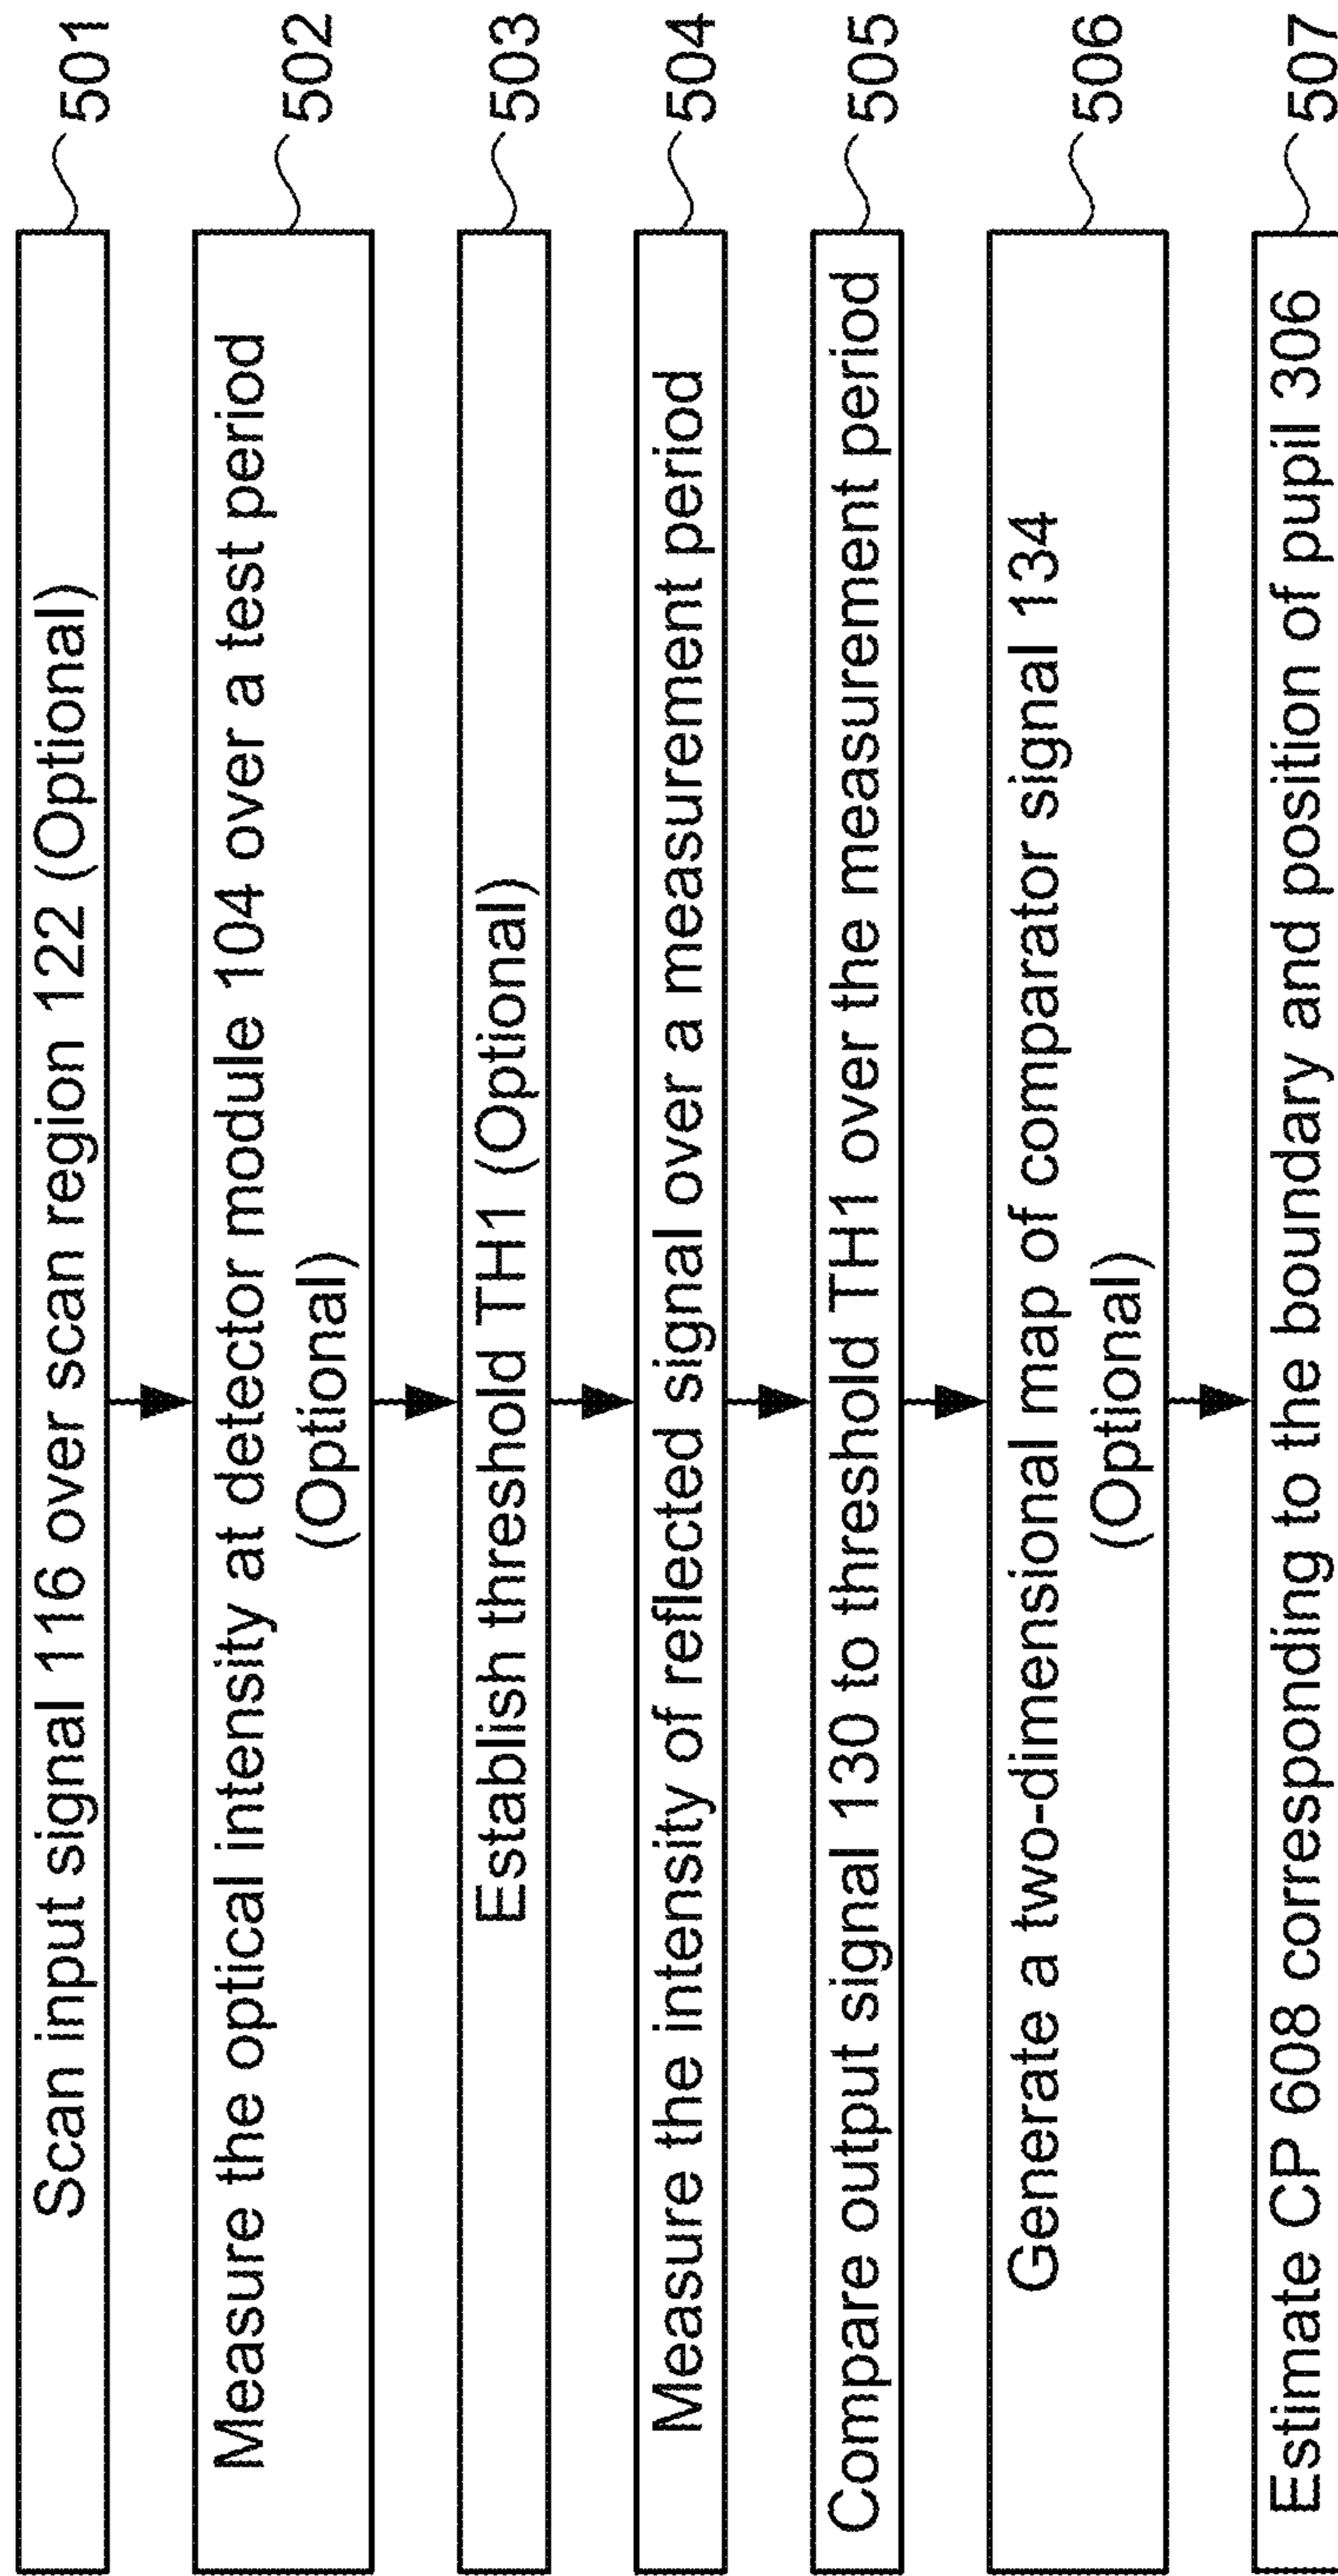 Scan input signal 116 over scan region 122 (Optional)
501
Measure the optical intensity at detector module 104 over a test period
(Optional)
502
Establish threshold TH1 (Optional)
503
Measure the intensity of reflected signal over a measurement period
504
Compare output signal 130 to threshold TH1 over the measurement period
505
Generate a two-dimensional map of comparator signal 134
(Optional)
506
Estimate CP 608 corresponding to the boundary and position of pupil 306
507